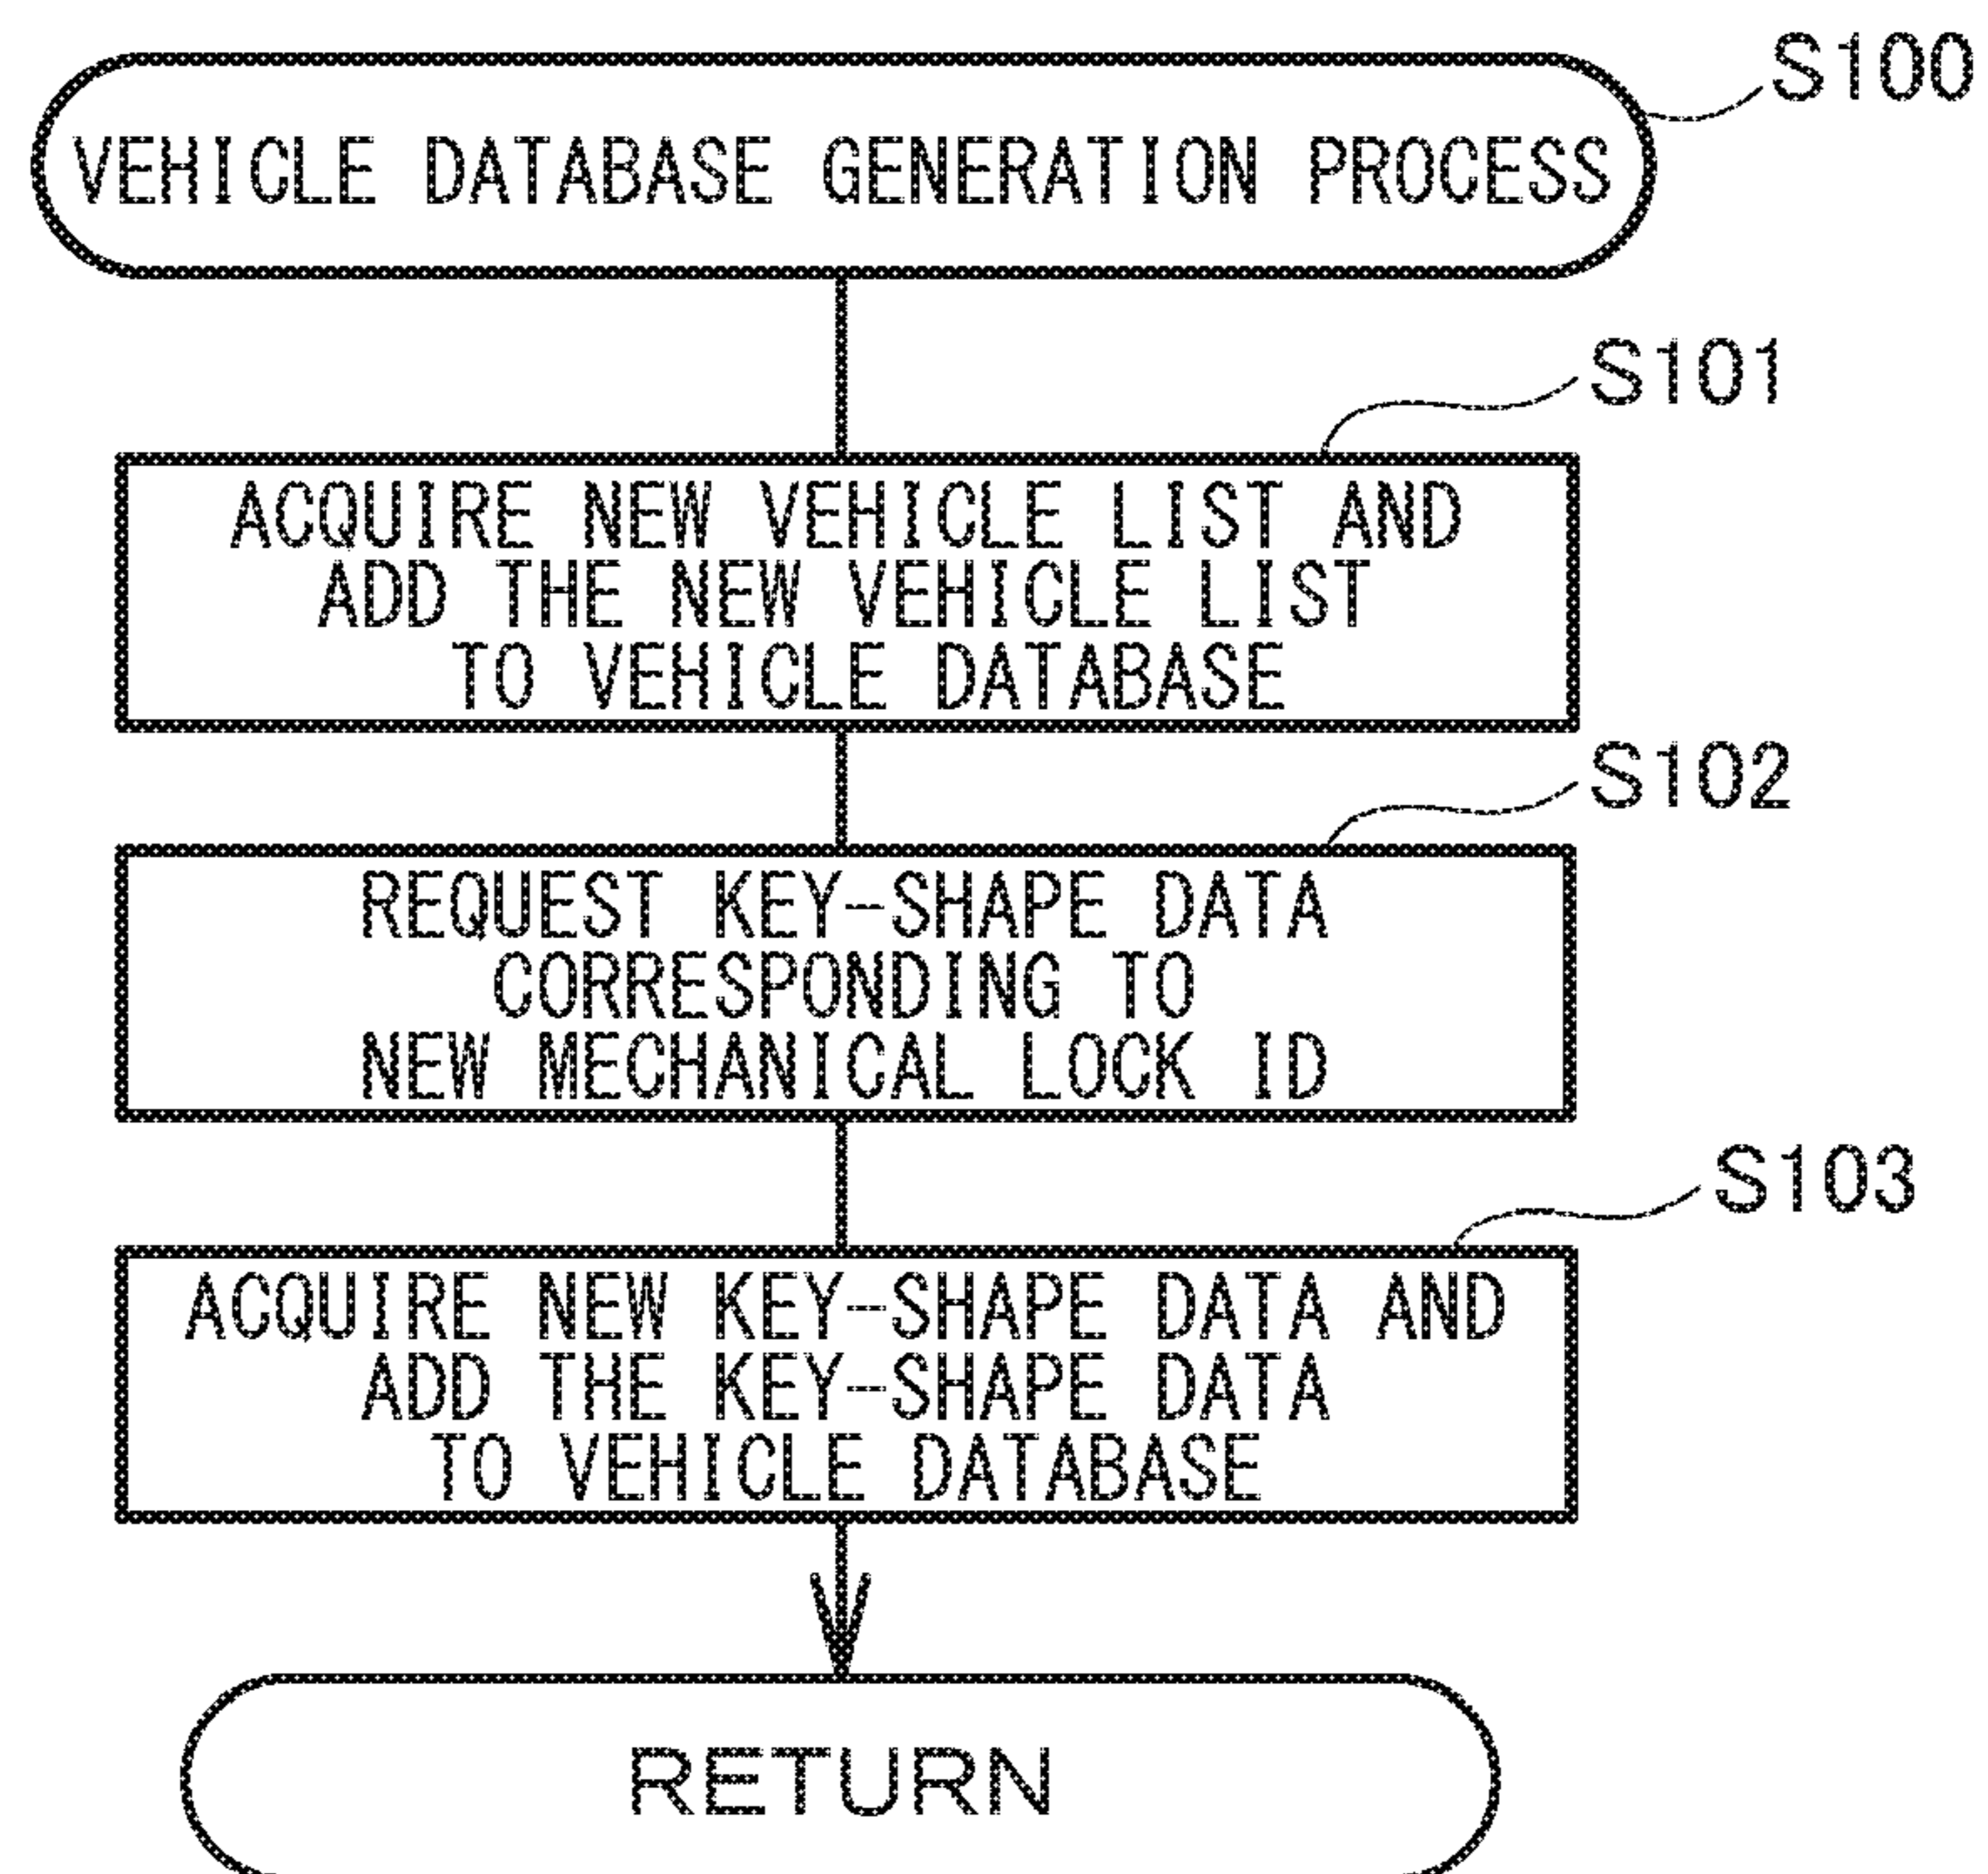 S100
VEHICLE DATABASE GENERATION PROCESS
S101
ACQUIRE NEW VEHICLE LIST AND
ADD THE NEW VEHICLE LIST
TO VEHICLE DATABASE
S102
REQUEST KEY-SHAPE DATA
CORRESPONDING TO
NEW MECHANICAL LOCK ID
S103
ACQUIRE NEW KEY-SHAPE DATA AND
ADD THE KEY-SHAPE DATA
TO VEHICLE DATABASE
RETURN